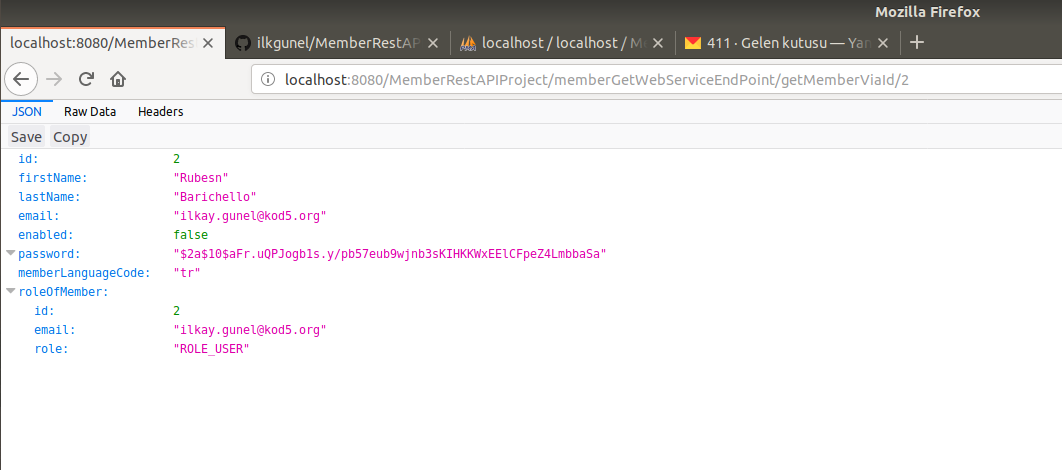 Mozilla Firefox
localhost:8080/MemberRes
ilkgunel/MemberRestAP
localhost / localhost / M
411 · Gelen kutusu — Yan
localhost:8080/MemberRestAPIProject/memberGetWebServiceEndPoint/getMemberViaId/2
JSON Raw Data Headers
Save Copy
id: 2
firstName: "Rubesn"
lastName: "Barichello"
email: "ilkay.gunel@kod5.org"
enabled: false
password: "$2a$10$aFr.uQPJogb1s.y/pb57eub9wjnb3sKIHKKWxEElCFpeZ4LmbbaSa"
memberLanguageCode: "tr"
roleOfMember:
id: 2
email: "ilkay.gunel@kod5.org"
role: "ROLE_USER"